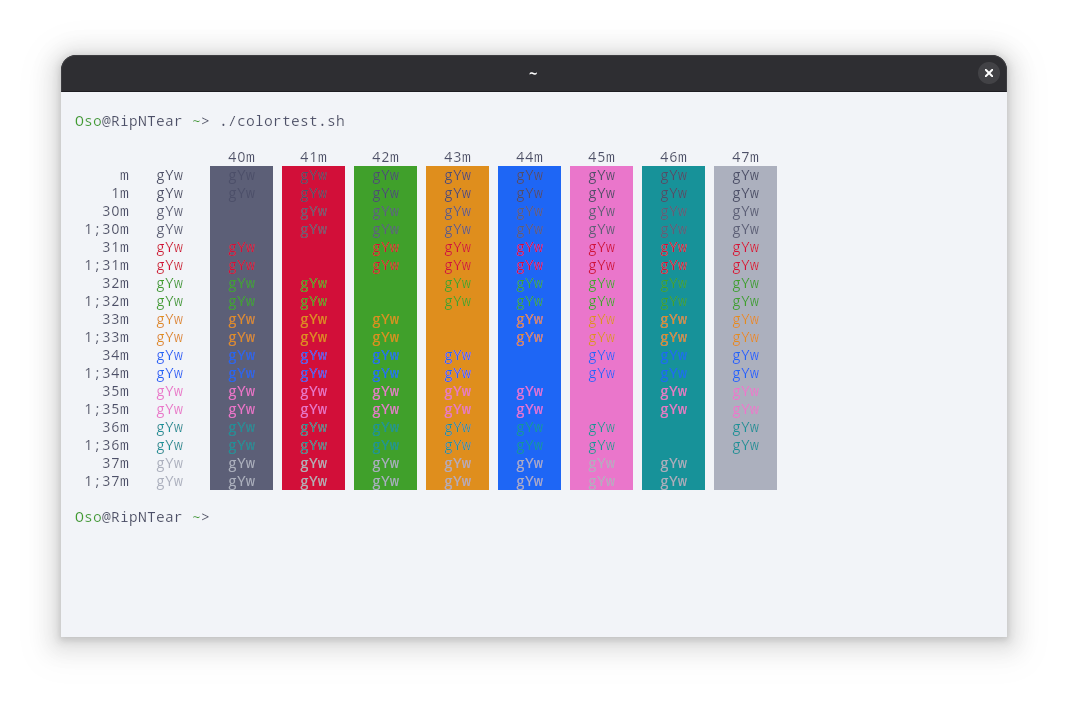 ~
Oso@RipNTear ~> ./colortest.sh
40m 41m 42m 43m 44m 45m 46m 47m
m gYw gYw gYw gYw gYw gYw gYw gYw gYw
1m gYw gYw gYw gYw gYw gYw gYw gYw gYw
30m gYw gYw gYw gYw gYw gYw gYw gYw
1;30m gYw gYw gYw gYw gYw gYw gYw gYw
31m gYw gYw gYw gYw gYw gYw gYw gYw
1;31m gYw gYw gYw gYw gYw gYw gYw gYw
32m gYw gYw gYw gYw gYw gYw gYw gYw
1;32m gYw gYw gYw gYw gYw gYw gYw gYw
33m gYw gYw gYw gYw gYw gYw gYw gYw
1;33m gYw gYw gYw gYw gYw gYw gYw gYw
34m gYw gYw gYw gYw gYw gYw gYw gYw
1;34m gYw gYw gYw gYw gYw gYw gYw gYw
35m gYw gYw gYw gYw gYw gYw gYw gYw
1;35m gYw gYw gYw gYw gYw gYw gYw gYw
36m gYw gYw gYw gYw gYw gYw gYw gYw
1;36m gYw gYw gYw gYw gYw gYw gYw gYw
37m gYw gYw gYw gYw gYw gYw gYw gYw
1;37m gYw gYw gYw gYw gYw gYw gYw gYw
Oso@RipNTear ~>